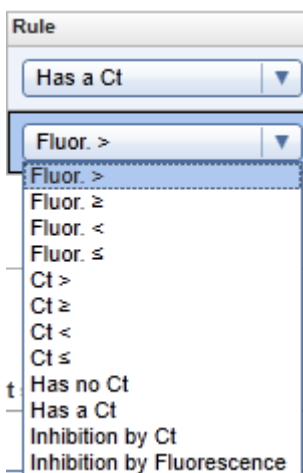 Rule
Has a Ct
Fluor. >
Fluor. >
Fluor. ≥
Fluor. <
Fluor. ≤
Ct >
Ct ≥
Ct <
Ct ≤
Has no Ct
Has a Ct
Inhibition by Ct
Inhibition by Fluorescence